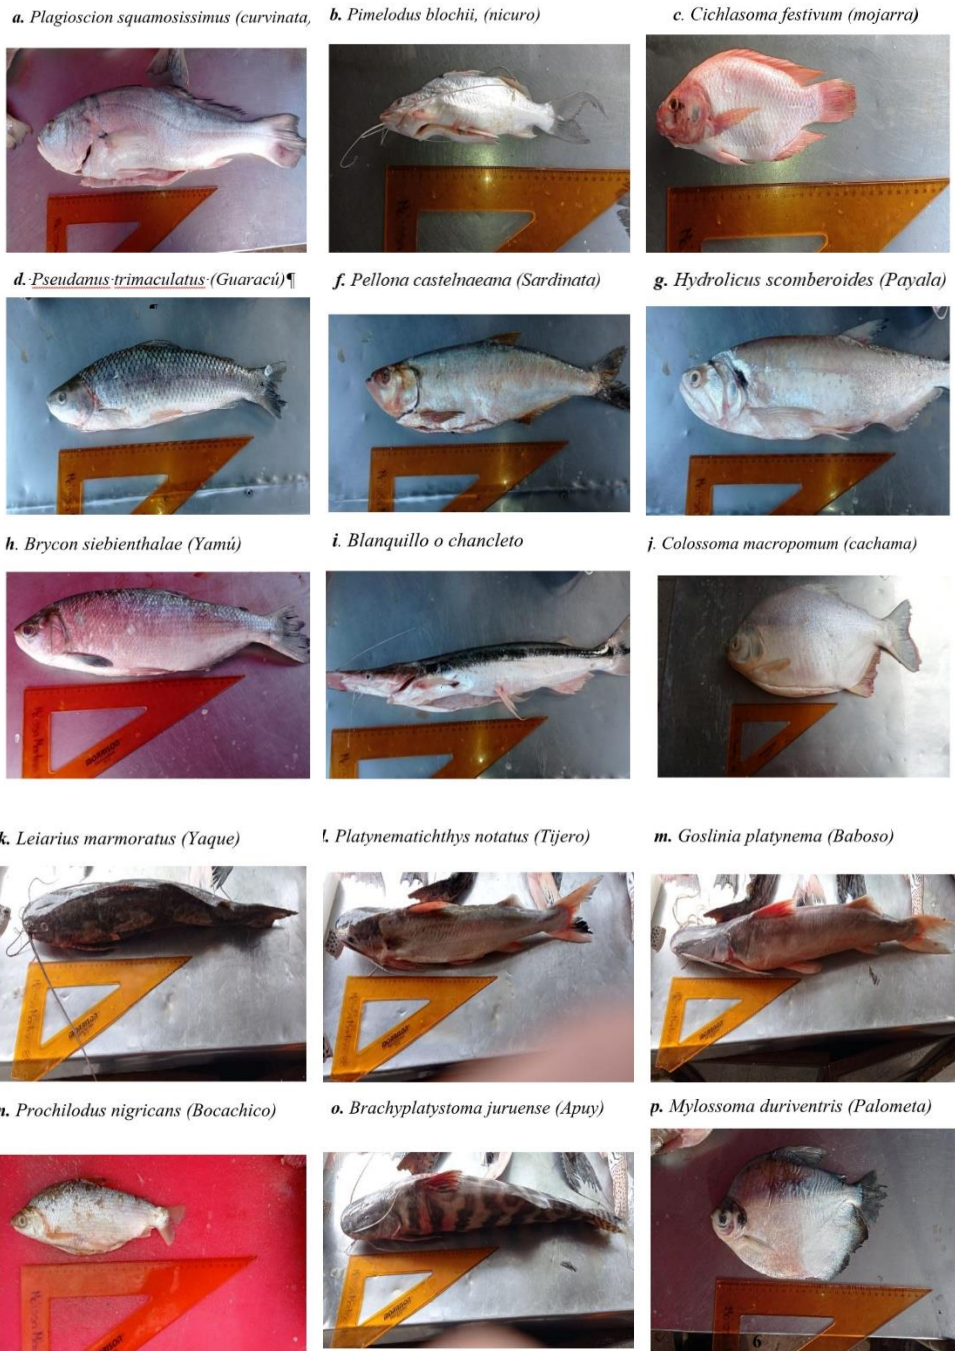 a. Plagioscion squamosissimus (curvinata)
b. Pimelodus blochii, (nicuro)
c. Cichlasoma festivum (mojarra)
d.·Pseudanus·trimaculatus·(Guaracú)¶
f. Pellona castelnaeana (Sardinata)
g. Hydrolicus scomberoides (Payala)
h. Brycon siebienthalae (Yamú)
i. Blanquillo o chancleto
j. Colossoma macropomum (cachama)
k. Leiarius marmoratus (Yaque)
l. Platynematichthys notatus (Tijero)
m. Goslinia platynema (Baboso)
n. Prochilodus nigricans (Bocachico)
o. Brachyplatystoma juruense (Apuy)
p. Mylossoma duriventris (Palometa)
6